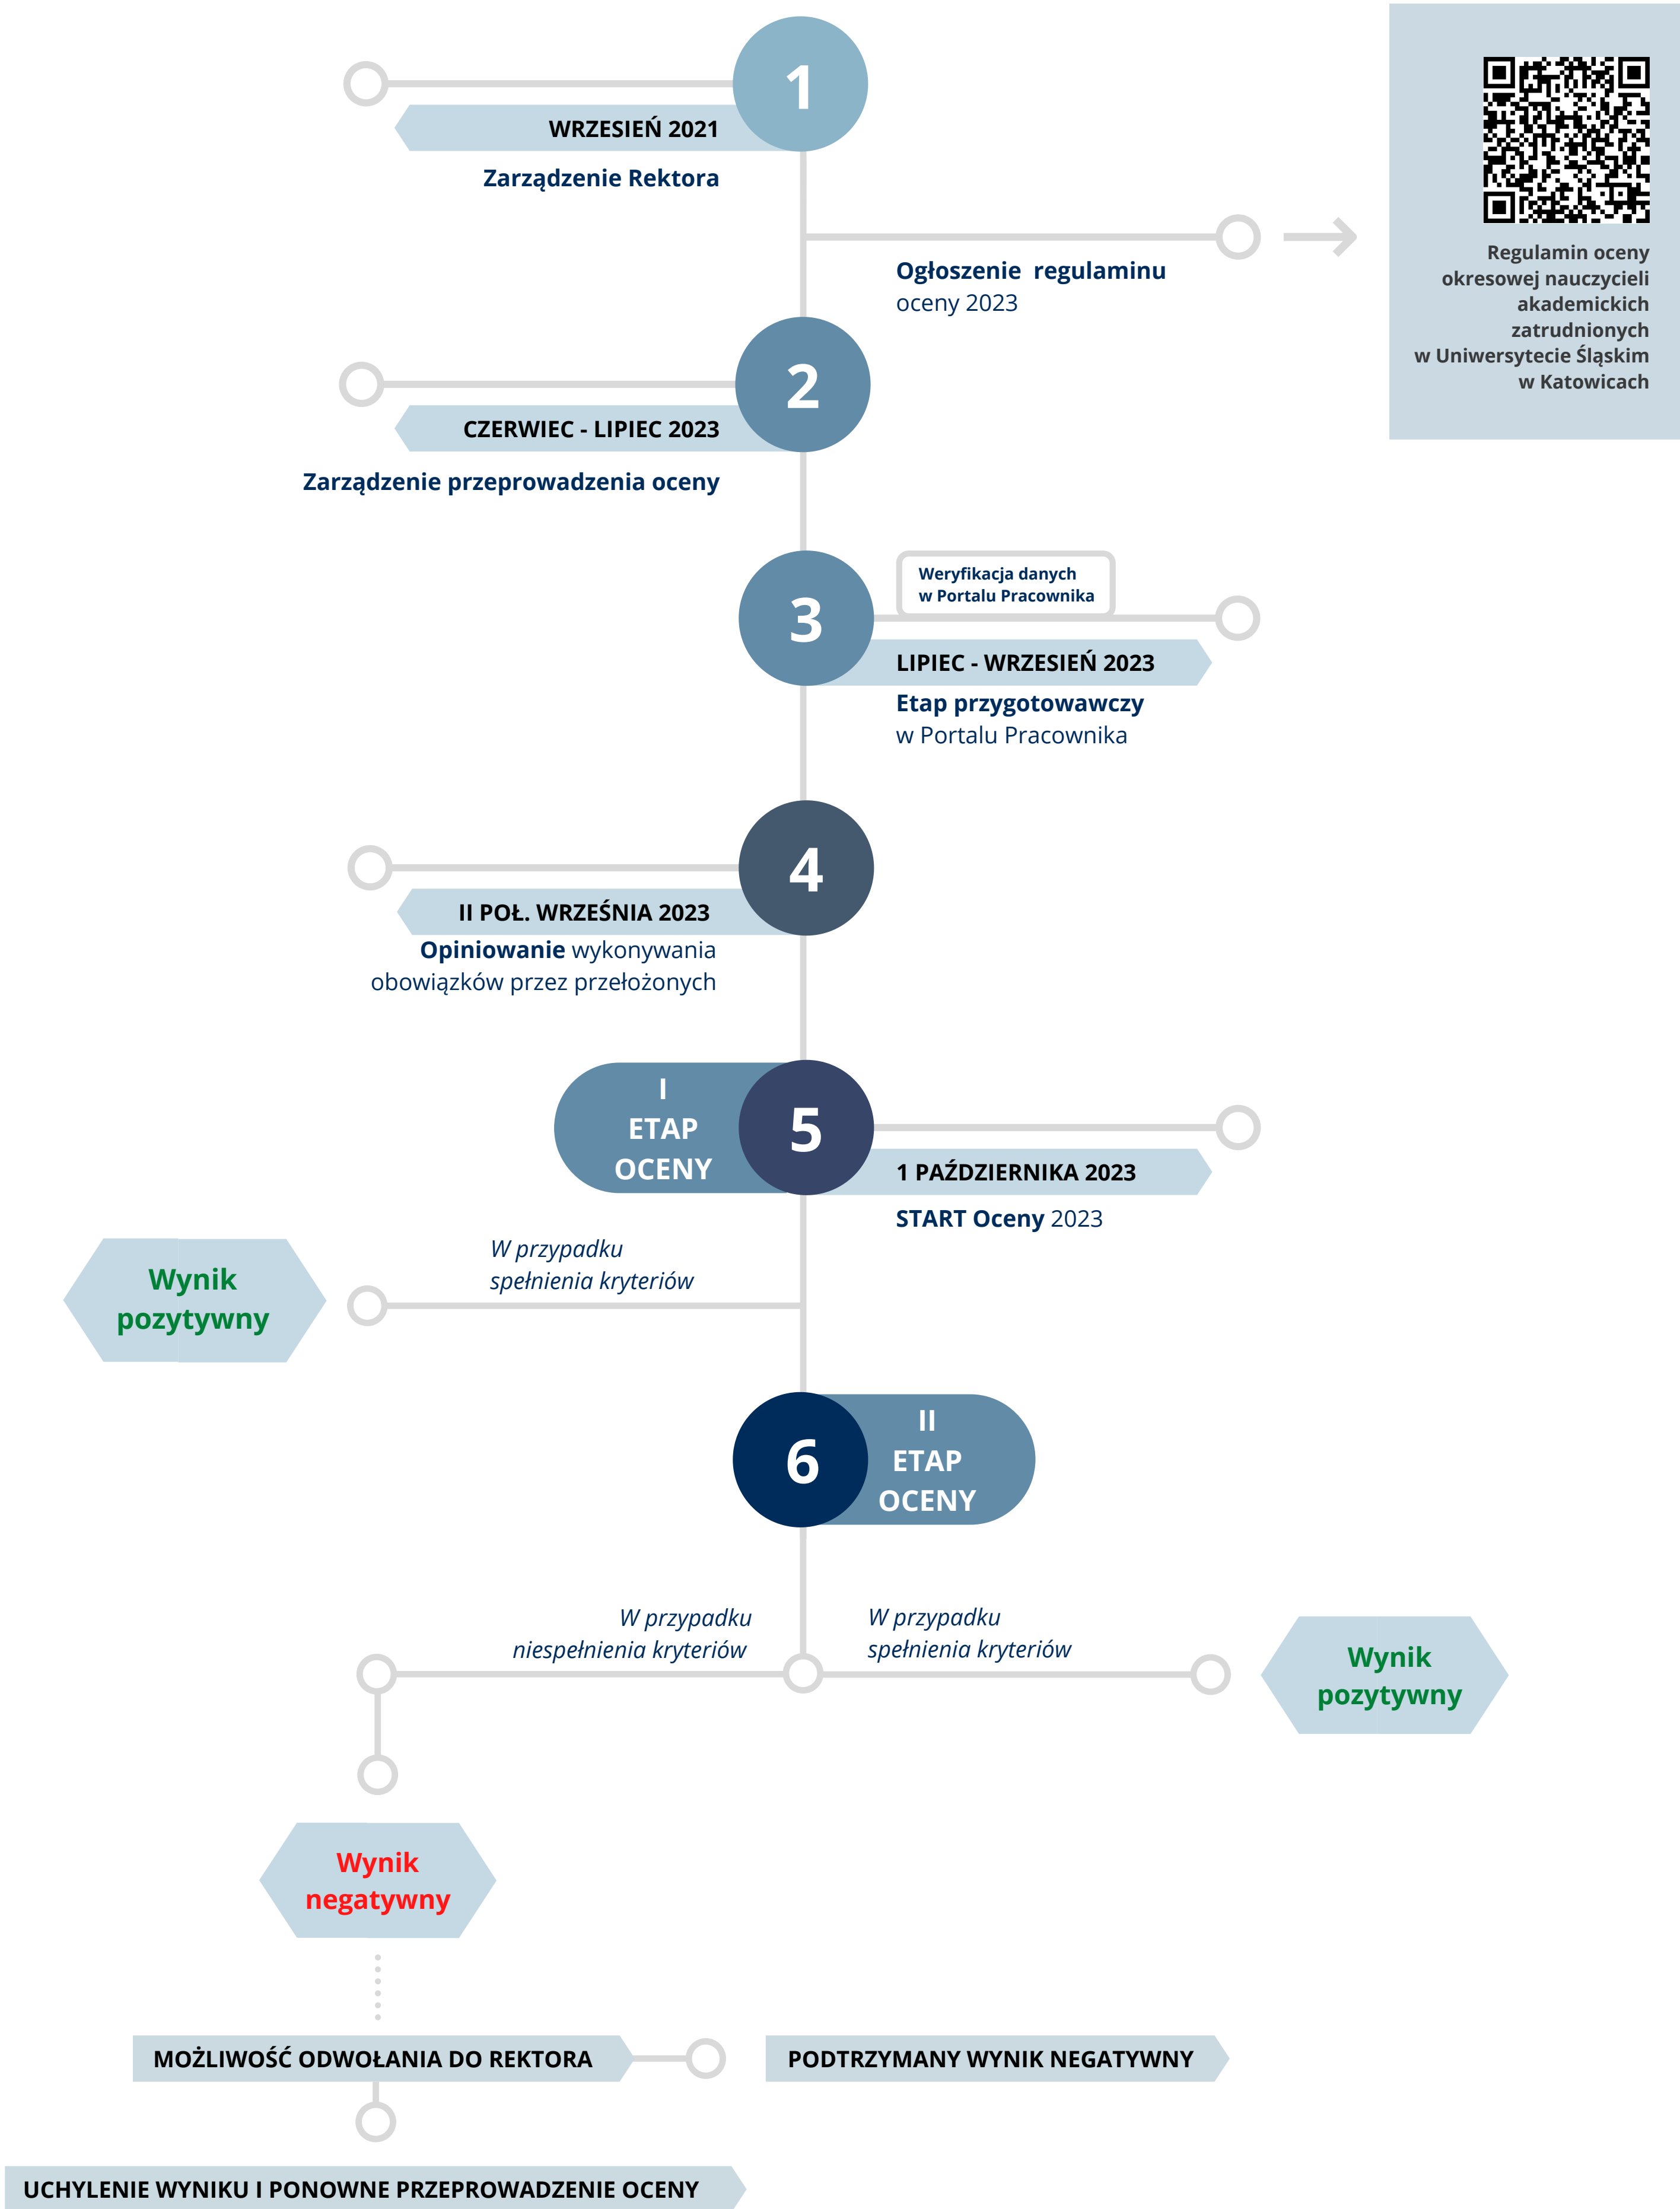 1
WRZESIEŃ 2021
Zarządzenie Rektora
Ogłoszenie regulaminu
oceny 2023
Regulamin oceny
okresowej nauczycieli
akademickich
zatrudnionych
w Uniwersytecie Śląskim
w Katowicach
2
CZERWIEC - LIPIEC 2023
Zarządzenie przeprowadzenia oceny
3
Weryfikacja danych
w Portalu Pracownika
LIPIEC - WRZESIEŃ 2023
Etap przygotowawczy
w Portalu Pracownika
4
II POŁ. WRZEŚNIA 2023
Opiniowanie wykonywania
obowiązków przez przełożonych
I
ETAP
OCENY
5
1 PAŹDZIERNIKA 2023
START Oceny 2023
W przypadku
spełnienia kryteriów
Wynik
pozytywny
6
II
ETAP
OCENY
W przypadku
niespełnienia kryteriów
W przypadku
spełnienia kryteriów
Wynik
pozytywny
Wynik
negatywny
MOŻLIWOŚĆ ODWOŁANIA DO REKTORA
PODTRZYMANY WYNIK NEGATYWNY
UCHYLENIE WYNIKU I PONOWNE PRZEPROWADZENIE OCENY